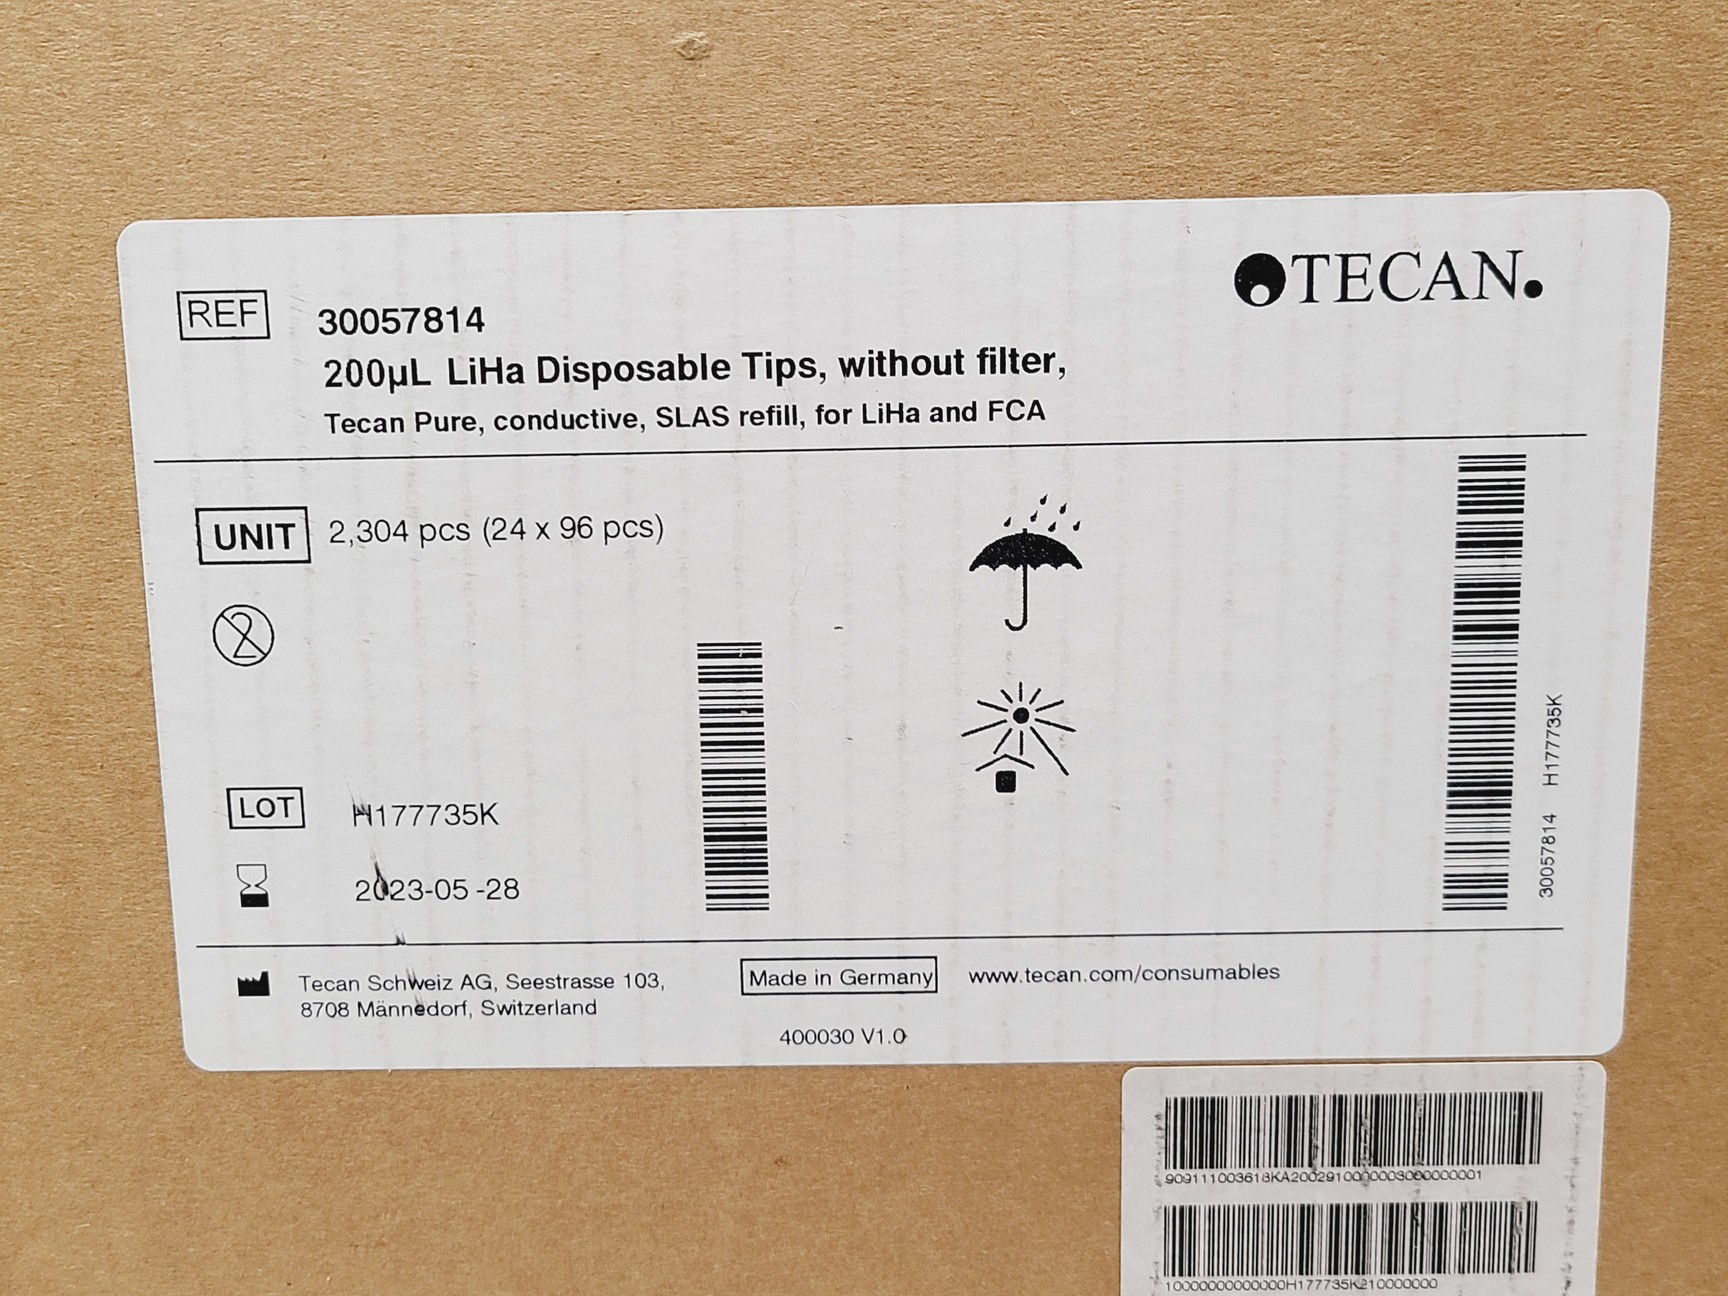 TECAN.
REF 30057814
200µL LiHa Disposable Tips, without filter,
Tecan Pure, conductive, SLAS refill, for LiHa and FCA
UNIT 2,304 pcs (24 x 96 pcs)
2
LOT H177735K
2023-05-28
30057814 H177735K
Tecan Schweiz AG, Seestrasse 103,
8708 Männedorf, Switzerland
Made in Germany
www.tecan.com/consumables
400030 V1.0
10000000000000H177735K210000000